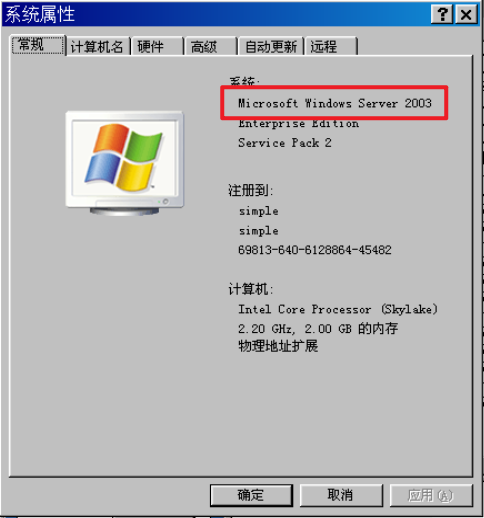 系统属性
常规 计算机名 硬件 高级 自动更新 远程
系统:
Microsoft Windows Server 2003
Enterprise Edition
Service Pack 2
注册到:
simple
simple
69813-640-6128864-45482
计算机:
Intel Core Processor (Skylake)
2.20 GHz, 2.00 GB 的内存
物理地址扩展
确定 取消 应用(A)